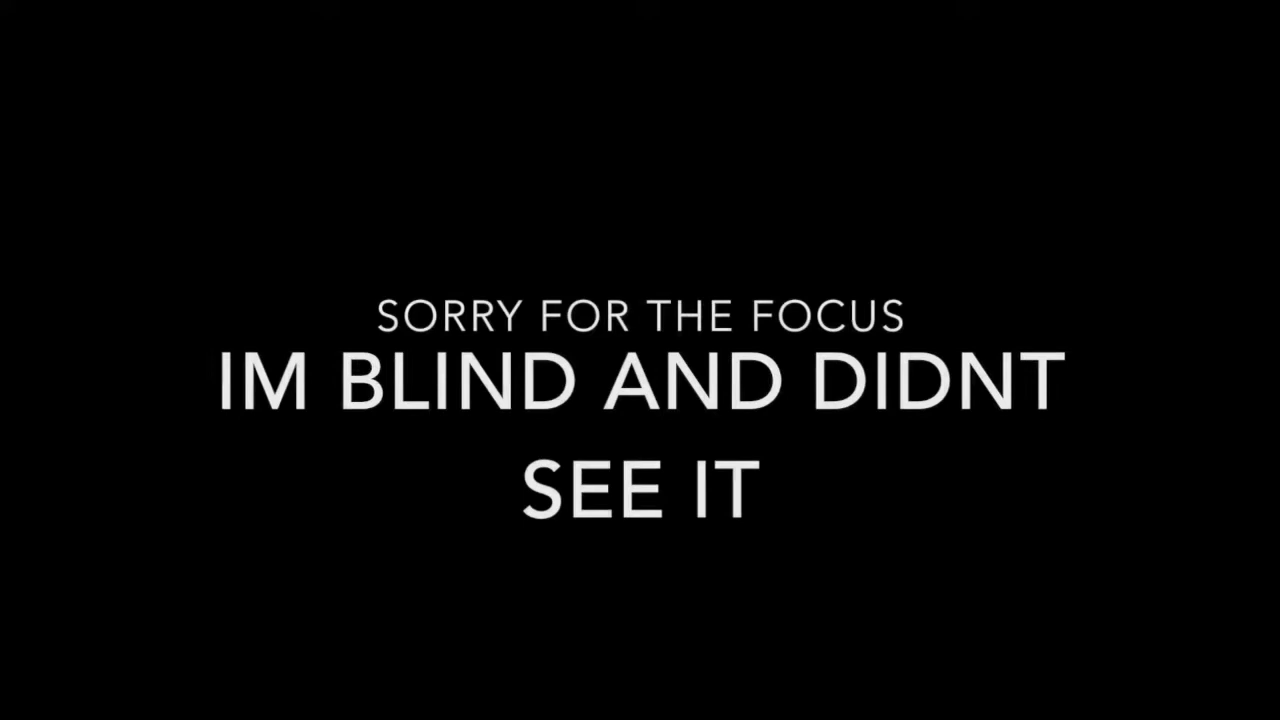 SORRY FOR THE FOCUS
IM BLIND AND DIDNT
SEE IT